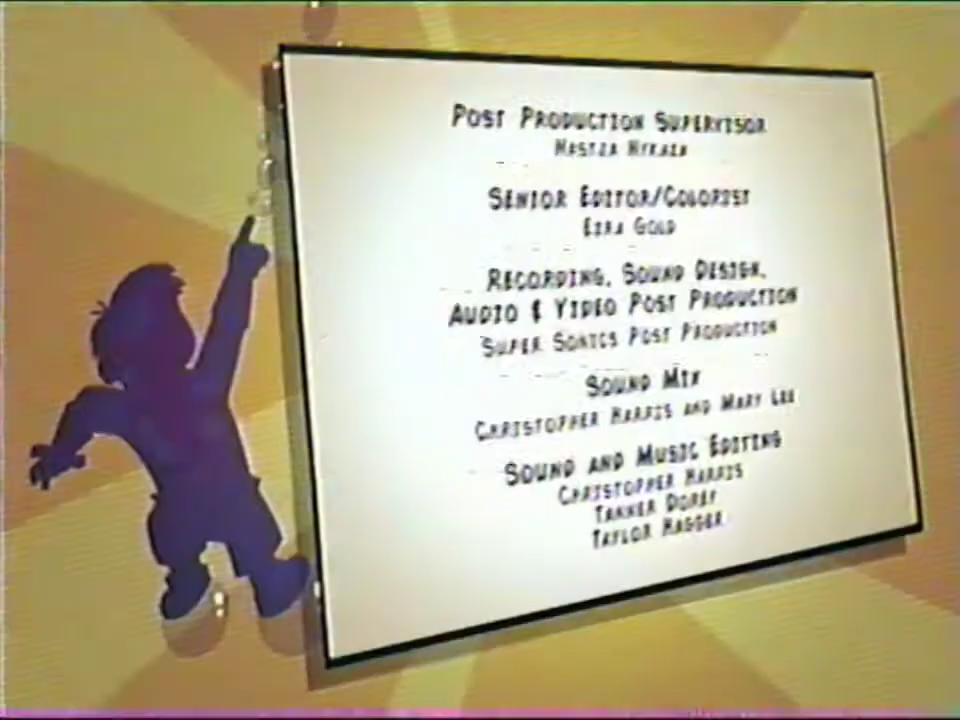 Post Production Supervisor
Senior Editor/Colorist
Ezra Gold
Recording, Sound Design,
Audio & Video Post Production
Super Sonics Post Production
Sound Mix
Christopher Harris and Mary Lee
Sound and Music Editing
Christopher Harris
Tanner Dorey
Taylor Hagger